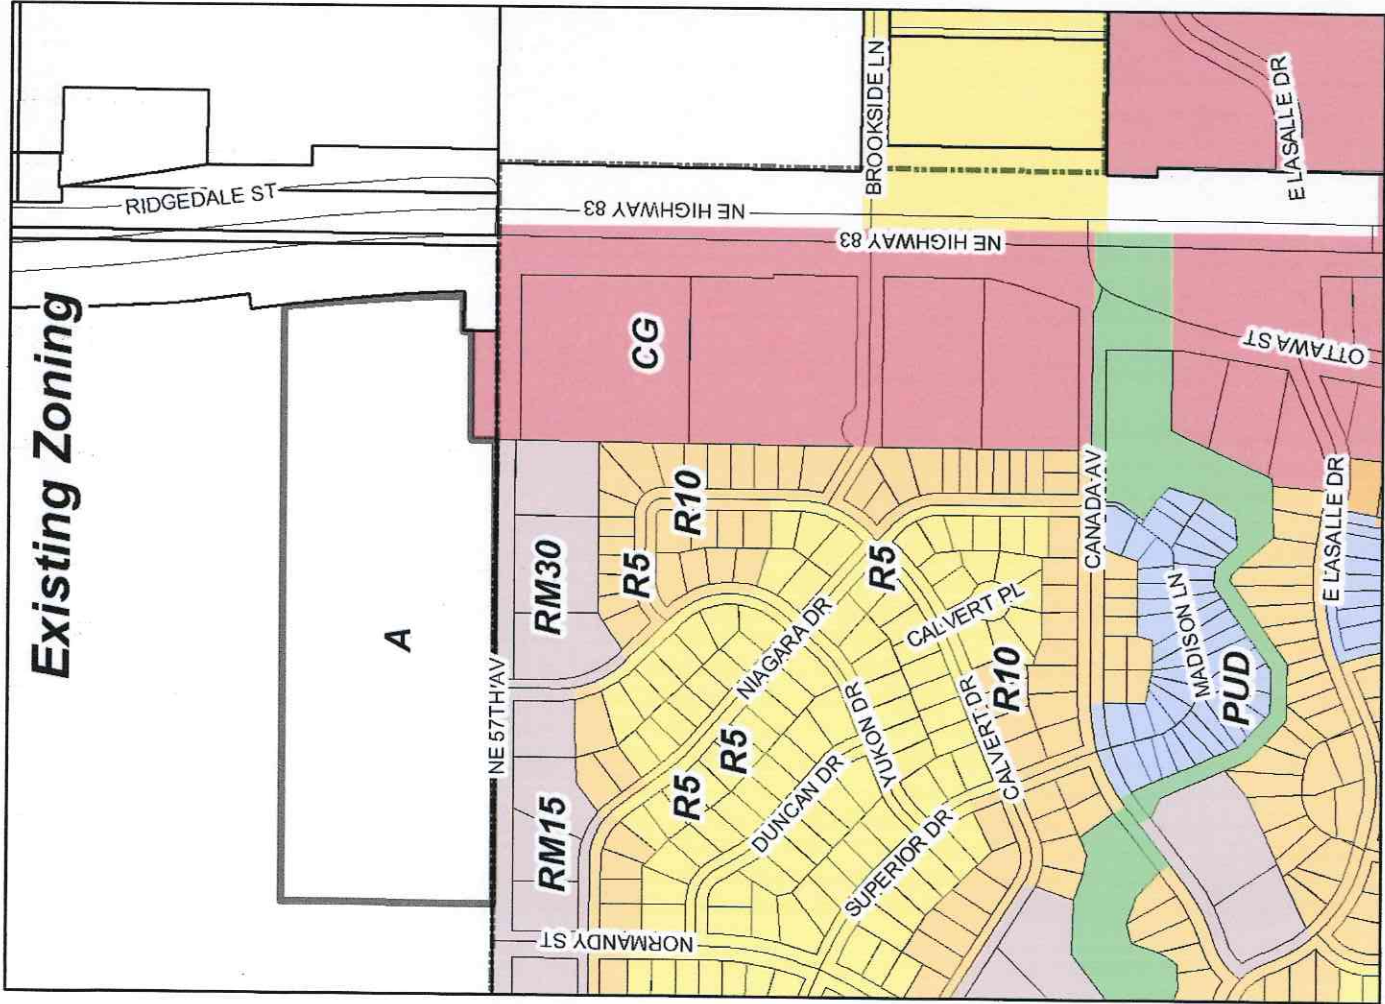 Existing Zoning
RIDGEDALE ST
NE HIGHWAY 83
NE HIGHWAY 83
BROOKSIDE LN
E LASALLE DR
CG
OTTAWA ST
A
NE 57TH AV
RM30
R10
R5
R5
CANADA AV
E LASALLE DR
MADISON LN
PUD
CALVERT PL
NIAGARA DR
R10
YUKON DR
CALVERT DR
R5
R5
RM15
DUNCAN DR
SUPERIOR DR
NORMANDY ST